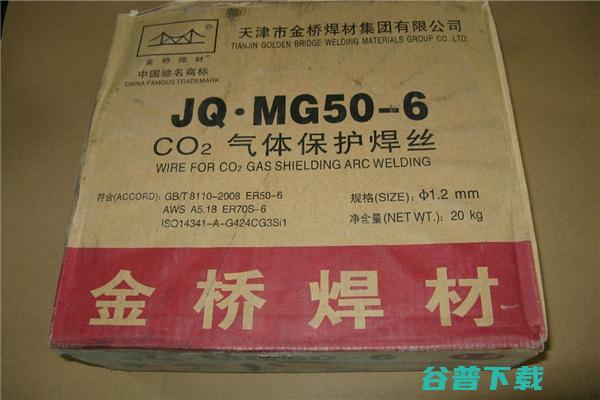 天津市金桥焊材集团有限公司
TIANJIN GOLDEN BRIDGE WELDING MATERIALS GROUP CO.,LTD.
金桥焊材®
中国驰名商标
CHINA FAMOUS TRADEMARK
JQ·MG50-6
CO₂ 气体保护焊丝
WIRE FOR CO₂ GAS SHIELDING ARC WELDING
符合(ACCORD): GB/T 8110-2008 ER50-6
AWS A5.18 ER70S-6
ISO14341-A-G424CG3Si1
规格(SIZE): Φ1.2 mm
净含量(NET WT.): 20 kg
金桥焊材
谷普下载